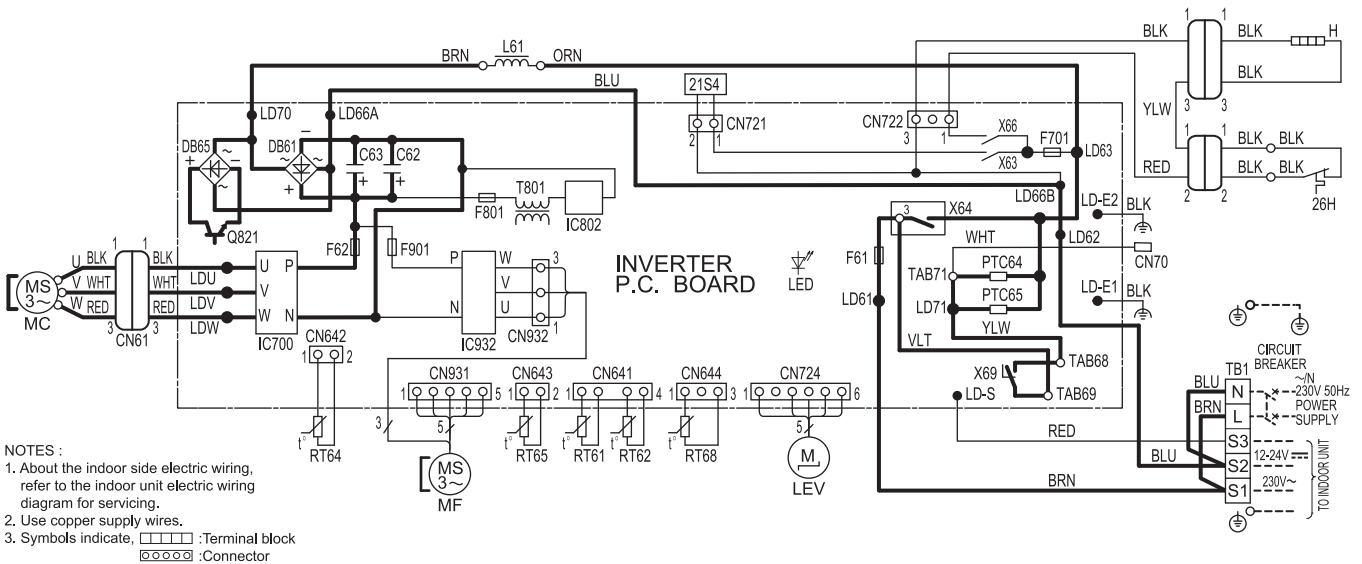 BRN L61 ORN
BLU
LD70 LD66A
DB65 DB61 C63 C62
+ ~ − ~
− ~ + ~
+ +
Q821
F801 T801 IC802
F62 F901
21S4
CN721
2 1
CN722
3 1
X66
X63
F701
LD63
LD66B
3 X64
LD-E2 BLK
LD62
WHT
CN70
F61
TAB71 PTC64
LD61
LD71 PTC65
LD-E1 BLK
YLW
VLT
X69 TAB68
TAB69
LD-S
INVERTER
P.C. BOARD
LED
MS
3~
MC
U BLK 1 1 BLK LDU
V WHT WHT LDV
W RED 3 3 RED LDW
CN61
U P
V
W N
IC700
P W
V
N U
IC932
3
1
CN932
CN642
1 2
t° RT64
CN931
1 5
3 5
MS
3~
MF
CN643
1 2
t° RT65
CN641
1 4
t° RT61 t° RT62
CN644
1 3
t° RT68
CN724
1 6
5
M
LEV
BLK 1 1 BLK H
BLK
3 3
YLW
1 1 BLK BLK
RED BLK BLK
2 2 26H
CIRCUIT
BREAKER
TB1
BLU N ~/N
230V 50Hz
BRN L POWER
SUPPLY
RED S3
12-24V
BLU S2
230V~
BRN S1
TO INDOOR UNIT
NOTES :
1. About the indoor side electric wiring,
refer to the indoor unit electric wiring
diagram for servicing.
2. Use copper supply wires.
3. Symbols indicate, :Terminal block
:Connector